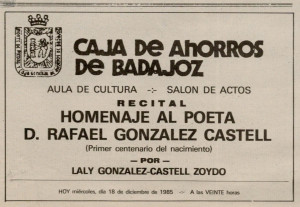 CAJA DE AHORROS
DE BADAJOZ
AULA DE CULTURA -:- SALON DE ACTOS
RECITAL
HOMENAJE AL POETA
D. RAFAEL GONZALEZ CASTELL
(Primer centenario del nacimiento)
— POR —
LALY GONZALEZ-CASTELL ZOYDO
HOY miércoles, día 18 de diciembre de 1985 - A las VEINTE horas